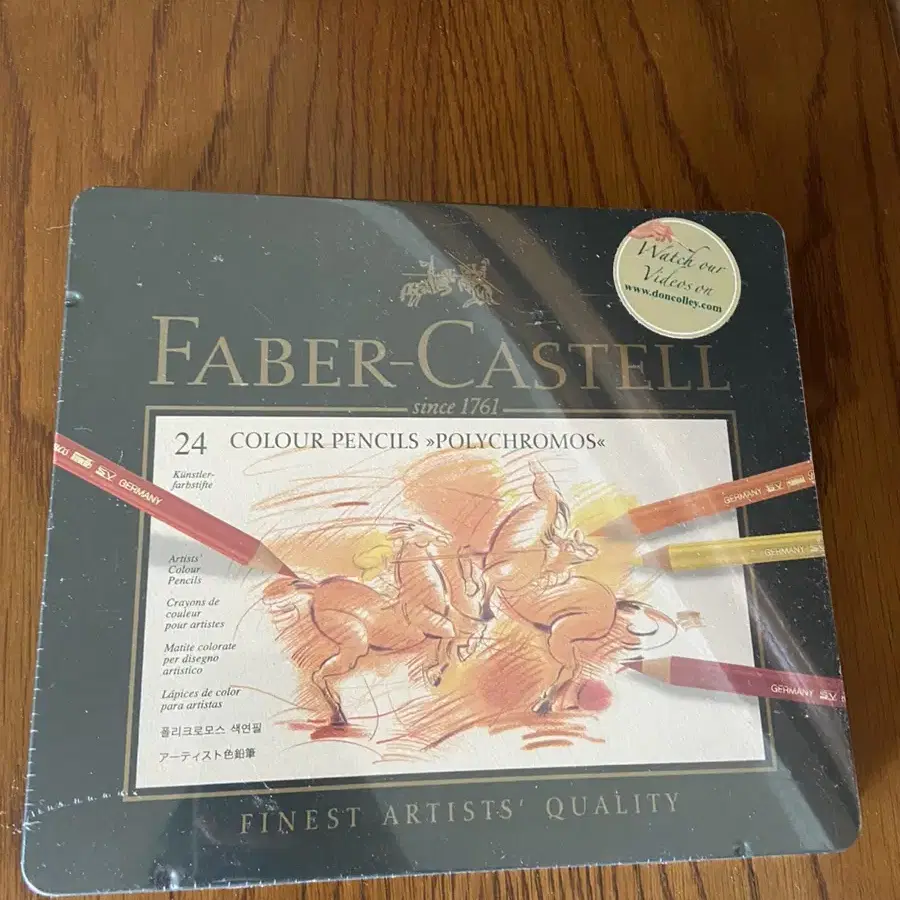 Watch our
Videos on
www.doncolley.com
FABER-CASTELL
since 1761
24 COLOUR PENCILS »POLYCHROMOS«
Künstler-
farbstifte
Artists'
Colour
Pencils
Crayons de
couleur
pour artistes
Matite colorate
per disegno
artistico
Lápices de color
para artistas
폴리크로모스 색연필
アーティスト色鉛筆
GERMANY
GERMANY
GERMANY
GERMANY
FINEST ARTISTS' QUALITY